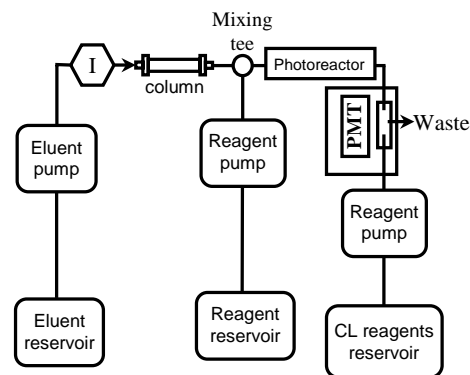 Mixing
tee
I
column
Photoreactor
PMT
Waste
Eluent
pump
Reagent
pump
Reagent
pump
Eluent
reservoir
Reagent
reservoir
CL reagents
reservoir